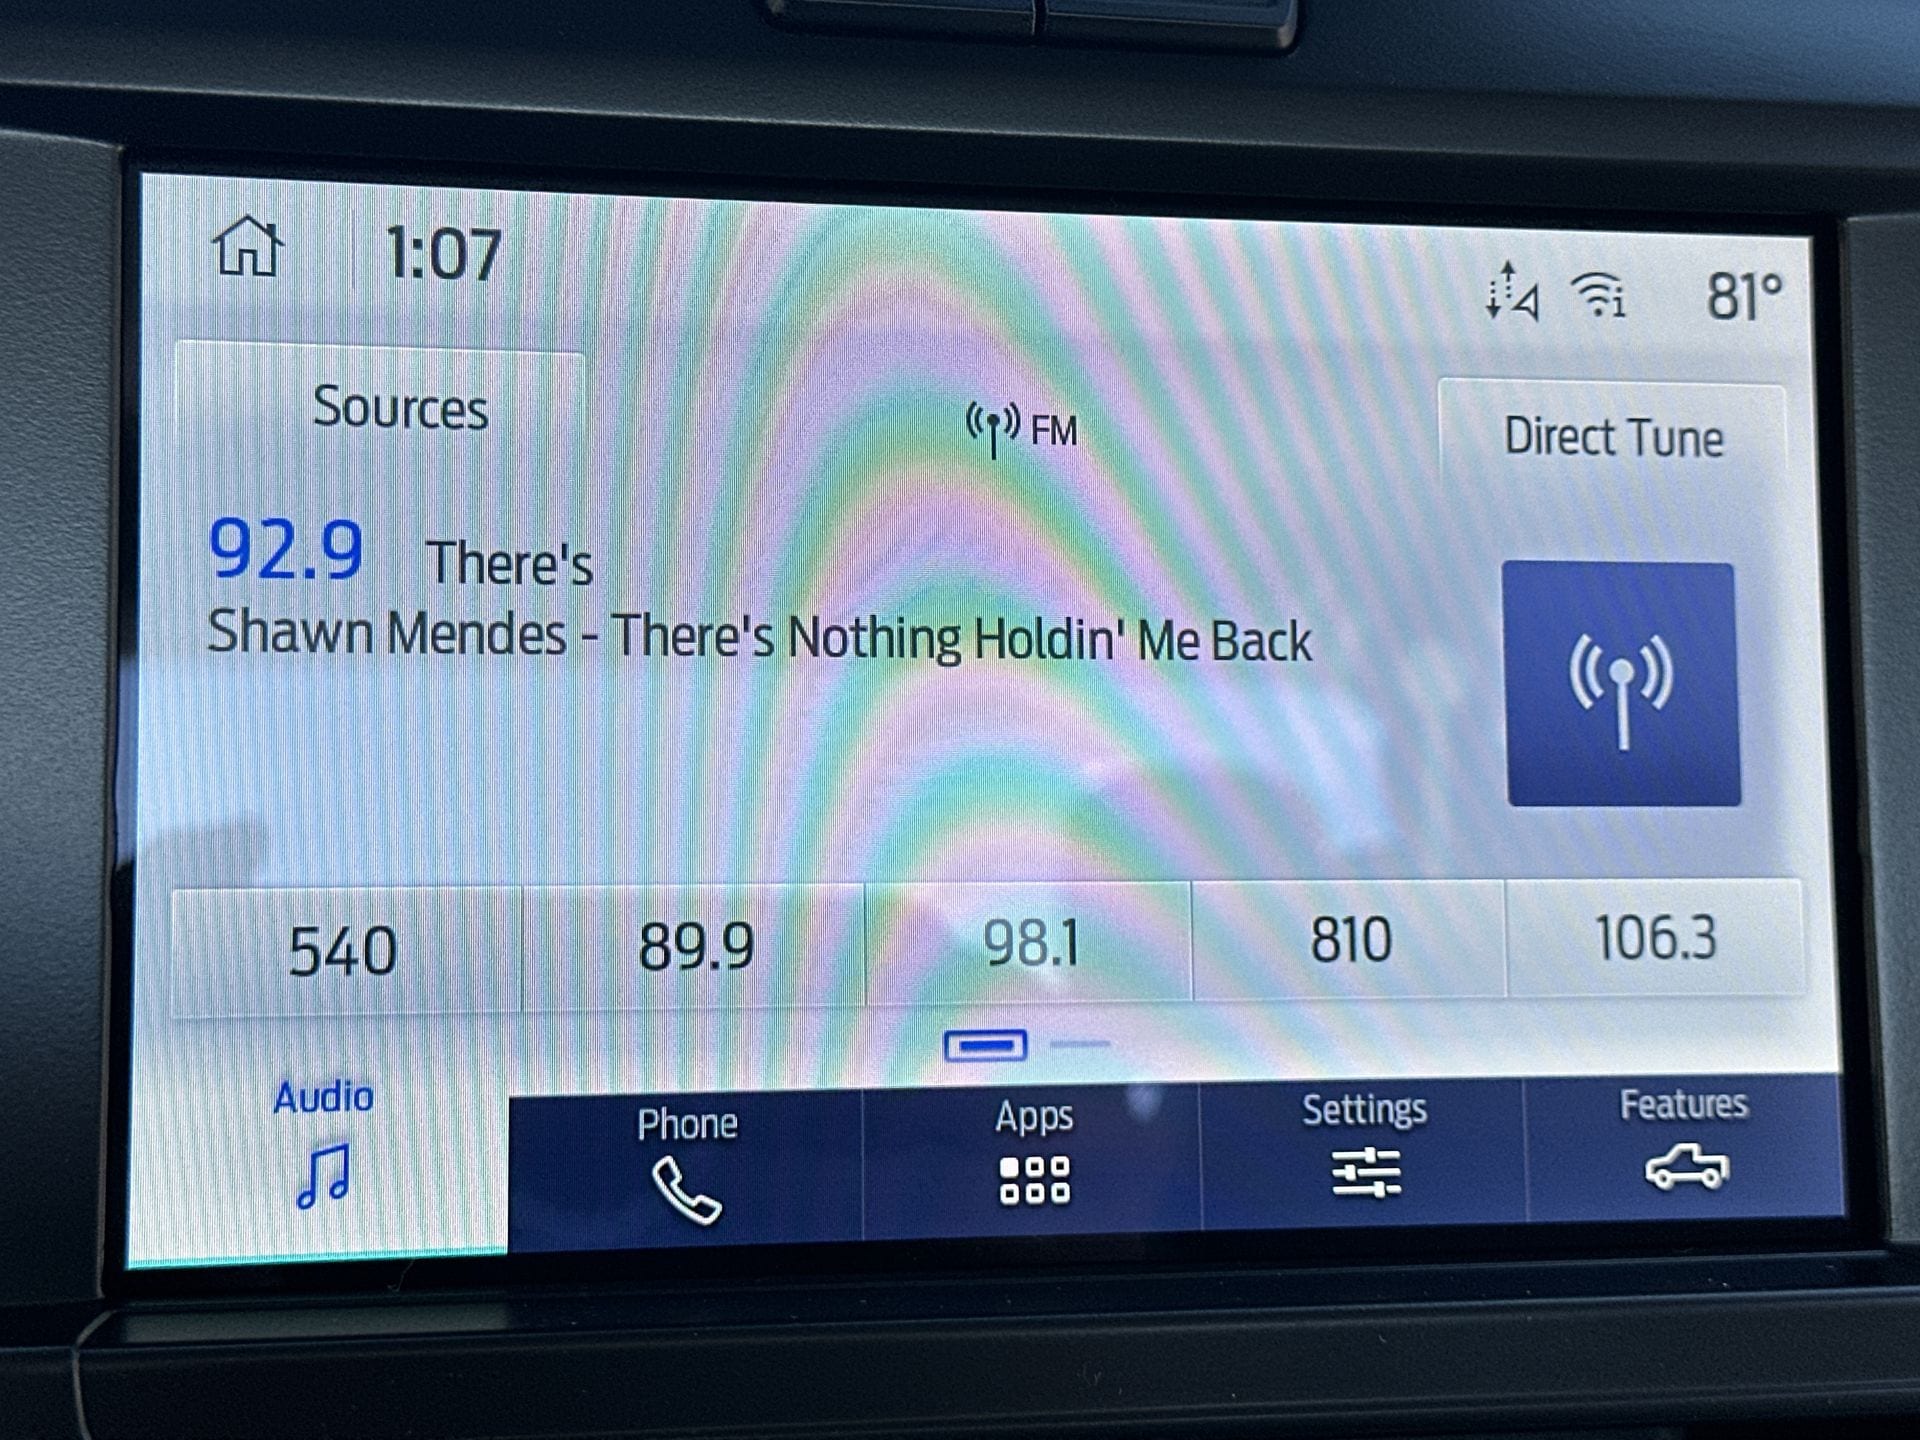 1:07
81°
Sources
FM
Direct Tune
92.9 There's
Shawn Mendes - There's Nothing Holdin' Me Back
540 89.9 98.1 810 106.3
Audio Phone Apps Settings Features